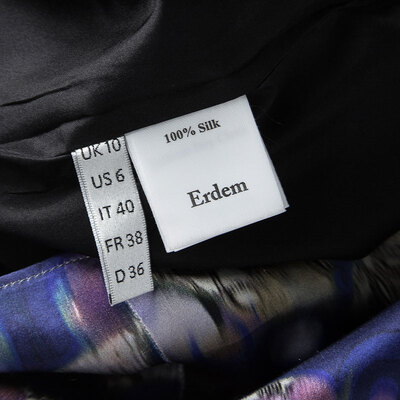 UK 10
US 6
IT 40
FR 38
D 36
100% Silk
Erdem